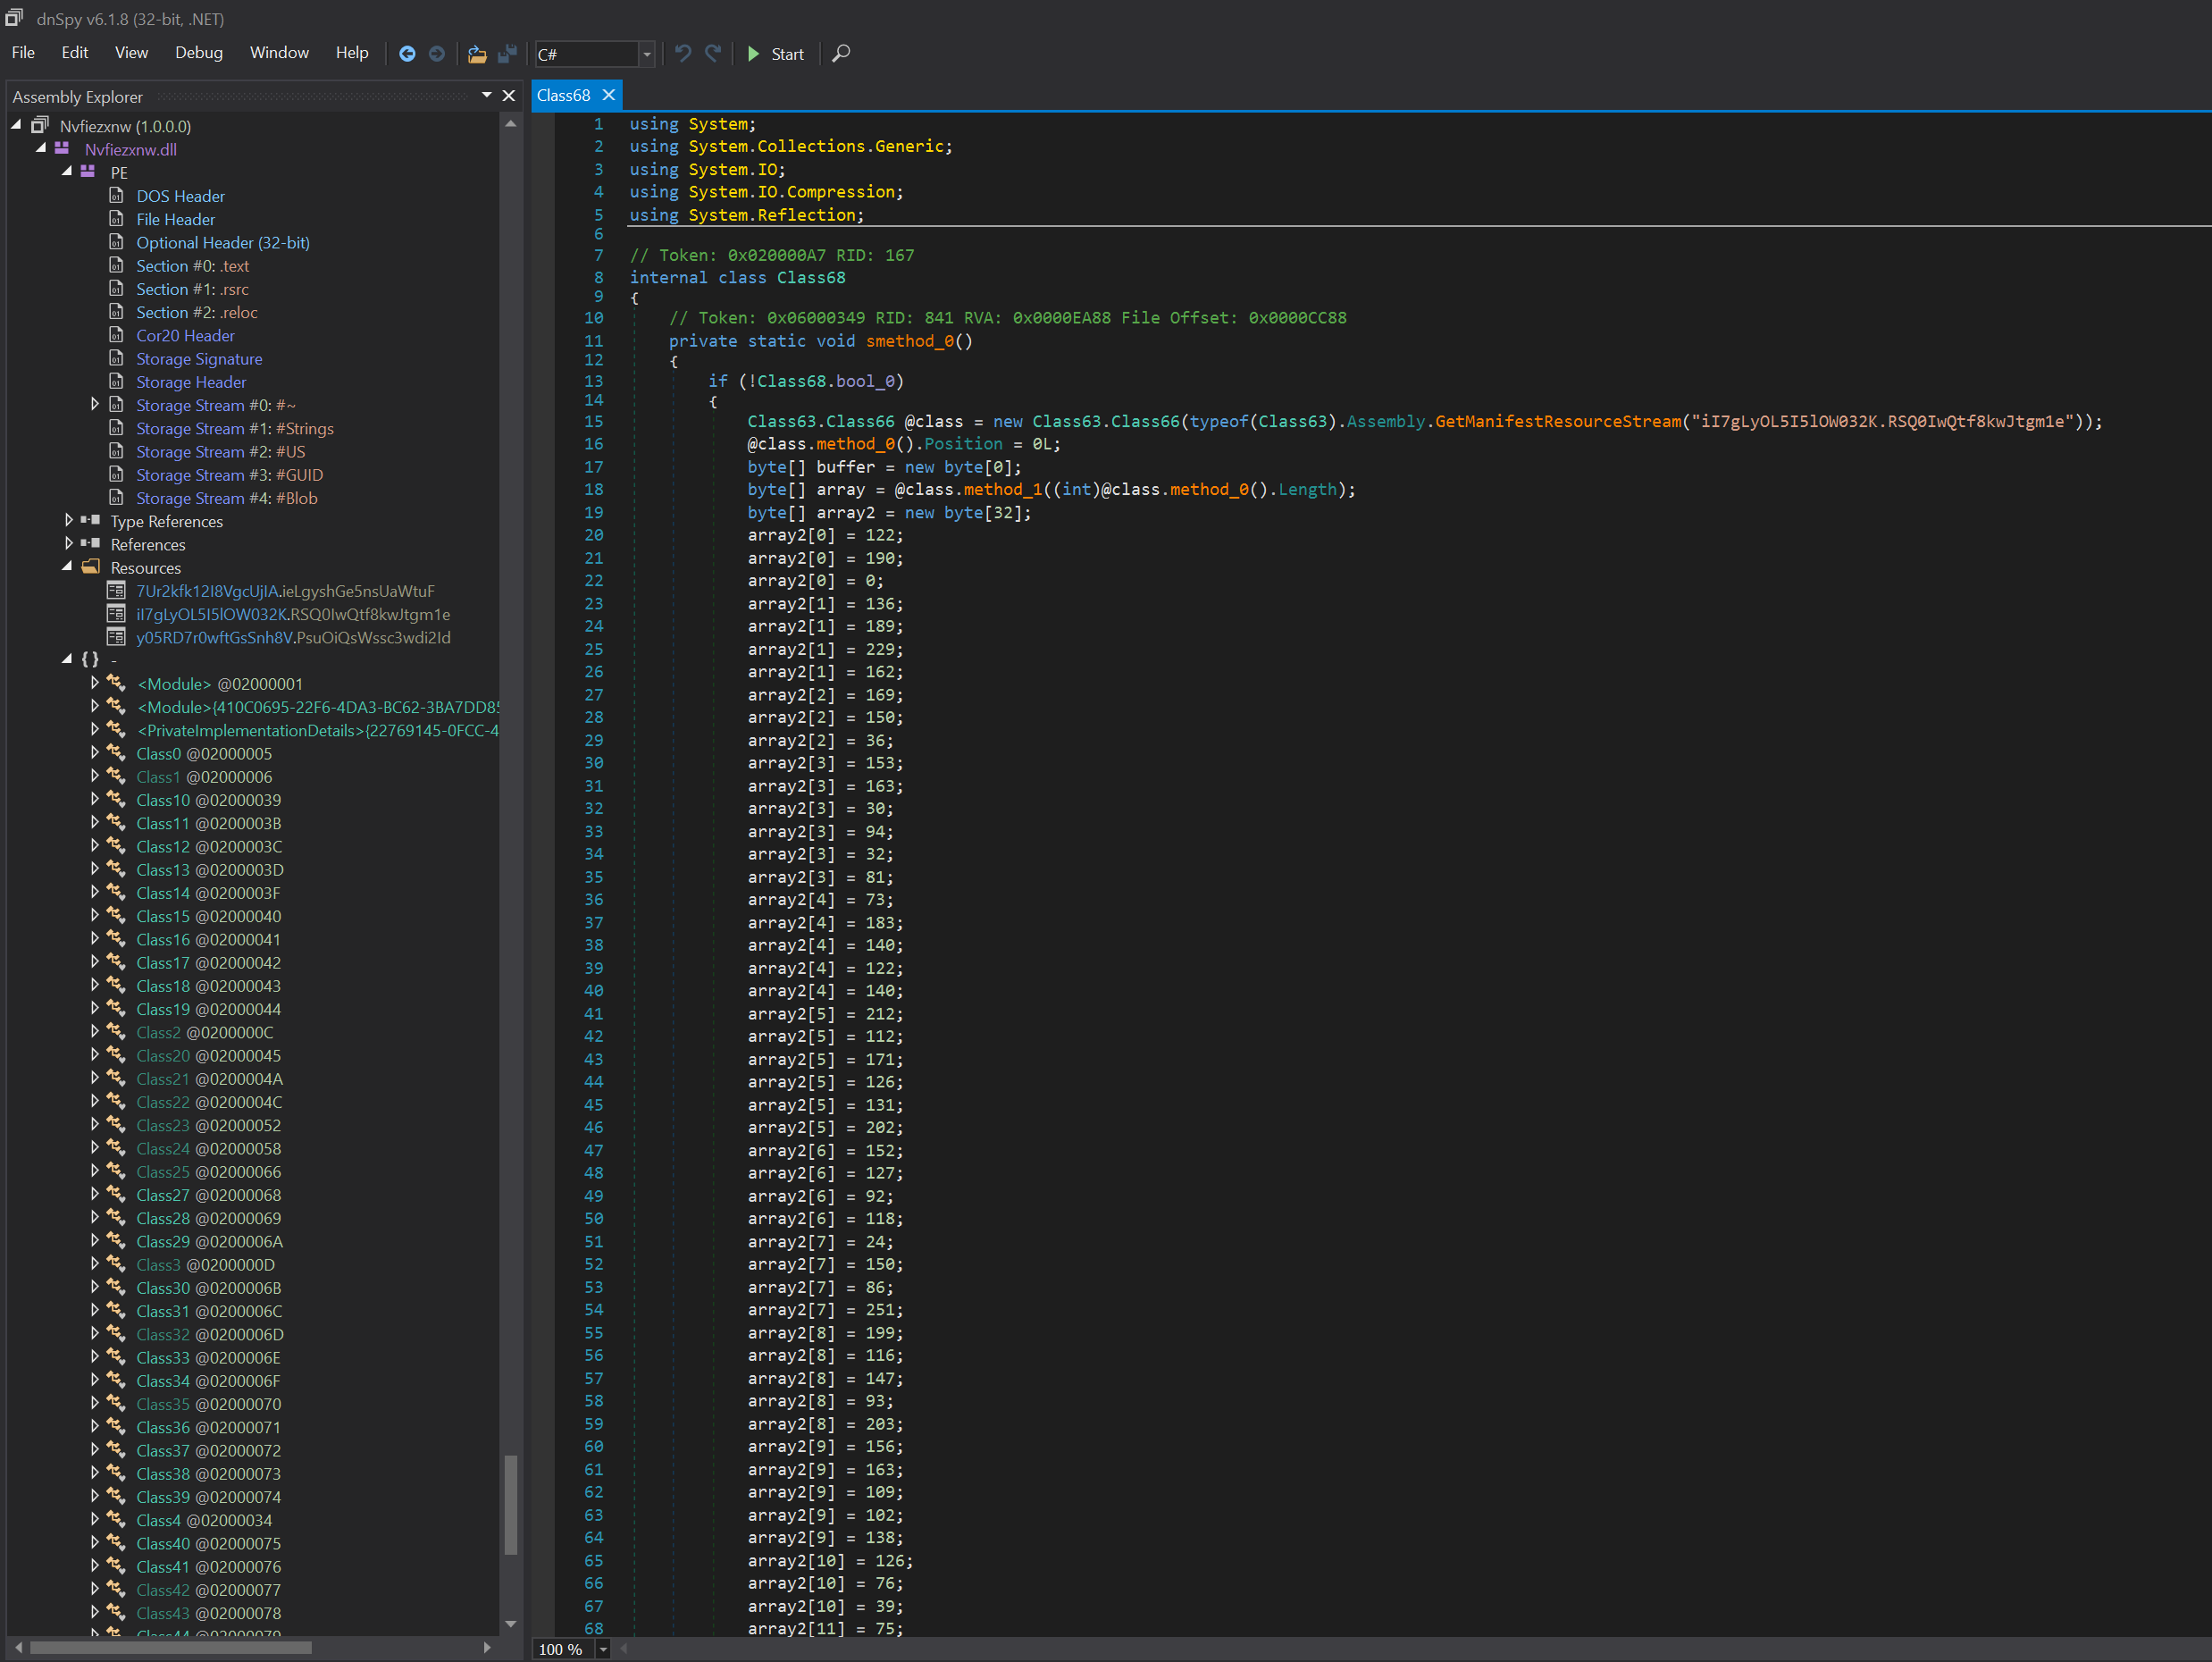 dnSpy v6.1.8 (32-bit, .NET)
File Edit View Debug Window Help C# Start
Assembly Explorer
Nvfiezxnw (1.0.0.0)
Nvfiezxnw.dll
PE
DOS Header
File Header
Optional Header (32-bit)
Section #0: .text
Section #1: .rsrc
Section #2: .reloc
Cor20 Header
Storage Signature
Storage Header
Storage Stream #0: #~
Storage Stream #1: #Strings
Storage Stream #2: #US
Storage Stream #3: #GUID
Storage Stream #4: #Blob
Type References
References
Resources
7Ur2kfk12I8VgcUjIA.ieLgyshGe5nsUaWtuF
iI7gLyOL5I5lOW032K.RSQ0IwQtf8kwJtgm1e
y05RD7r0wftGsSnh8V.PsuOiQsWssc3wdi2Id
{} -
<Module> @02000001
<Module>{410C0695-22F6-4DA3-BC62-3BA7DD85
<PrivateImplementationDetails>{22769145-0FCC-4
Class0 @02000005
Class1 @02000006
Class10 @02000039
Class11 @0200003B
Class12 @0200003C
Class13 @0200003D
Class14 @0200003F
Class15 @02000040
Class16 @02000041
Class17 @02000042
Class18 @02000043
Class19 @02000044
Class2 @0200000C
Class20 @02000045
Class21 @0200004A
Class22 @0200004C
Class23 @02000052
Class24 @02000058
Class25 @02000066
Class27 @02000068
Class28 @02000069
Class29 @0200006A
Class3 @0200000D
Class30 @0200006B
Class31 @0200006C
Class32 @0200006D
Class33 @0200006E
Class34 @0200006F
Class35 @02000070
Class36 @02000071
Class37 @02000072
Class38 @02000073
Class39 @02000074
Class4 @02000034
Class40 @02000075
Class41 @02000076
Class42 @02000077
Class43 @02000078
Class44 @02000079
Class68
1 using System;
2 using System.Collections.Generic;
3 using System.IO;
4 using System.IO.Compression;
5 using System.Reflection;
6
7 // Token: 0x020000A7 RID: 167
8 internal class Class68
9 {
10 // Token: 0x06000349 RID: 841 RVA: 0x0000EA88 File Offset: 0x0000CC88
11 private static void smethod_0()
12 {
13 if (!Class68.bool_0)
14 {
15 Class63.Class66 @class = new Class63.Class66(typeof(Class63).Assembly.GetManifestResourceStream("iI7gLyOL5I5lOW032K.RSQ0IwQtf8kwJtgm1e"));
16 @class.method_0().Position = 0L;
17 byte[] buffer = new byte[0];
18 byte[] array = @class.method_1((int)@class.method_0().Length);
19 byte[] array2 = new byte[32];
20 array2[0] = 122;
21 array2[0] = 190;
22 array2[0] = 0;
23 array2[1] = 136;
24 array2[1] = 189;
25 array2[1] = 229;
26 array2[1] = 162;
27 array2[2] = 169;
28 array2[2] = 150;
29 array2[2] = 36;
30 array2[3] = 153;
31 array2[3] = 163;
32 array2[3] = 30;
33 array2[3] = 94;
34 array2[3] = 32;
35 array2[3] = 81;
36 array2[4] = 73;
37 array2[4] = 183;
38 array2[4] = 140;
39 array2[4] = 122;
40 array2[4] = 140;
41 array2[5] = 212;
42 array2[5] = 112;
43 array2[5] = 171;
44 array2[5] = 126;
45 array2[5] = 131;
46 array2[5] = 202;
47 array2[6] = 152;
48 array2[6] = 127;
49 array2[6] = 92;
50 array2[6] = 118;
51 array2[7] = 24;
52 array2[7] = 150;
53 array2[7] = 86;
54 array2[7] = 251;
55 array2[8] = 199;
56 array2[8] = 116;
57 array2[8] = 147;
58 array2[8] = 93;
59 array2[8] = 203;
60 array2[9] = 156;
61 array2[9] = 163;
62 array2[9] = 109;
63 array2[9] = 102;
64 array2[9] = 138;
65 array2[10] = 126;
66 array2[10] = 76;
67 array2[10] = 39;
68 array2[11] = 75;
100 %